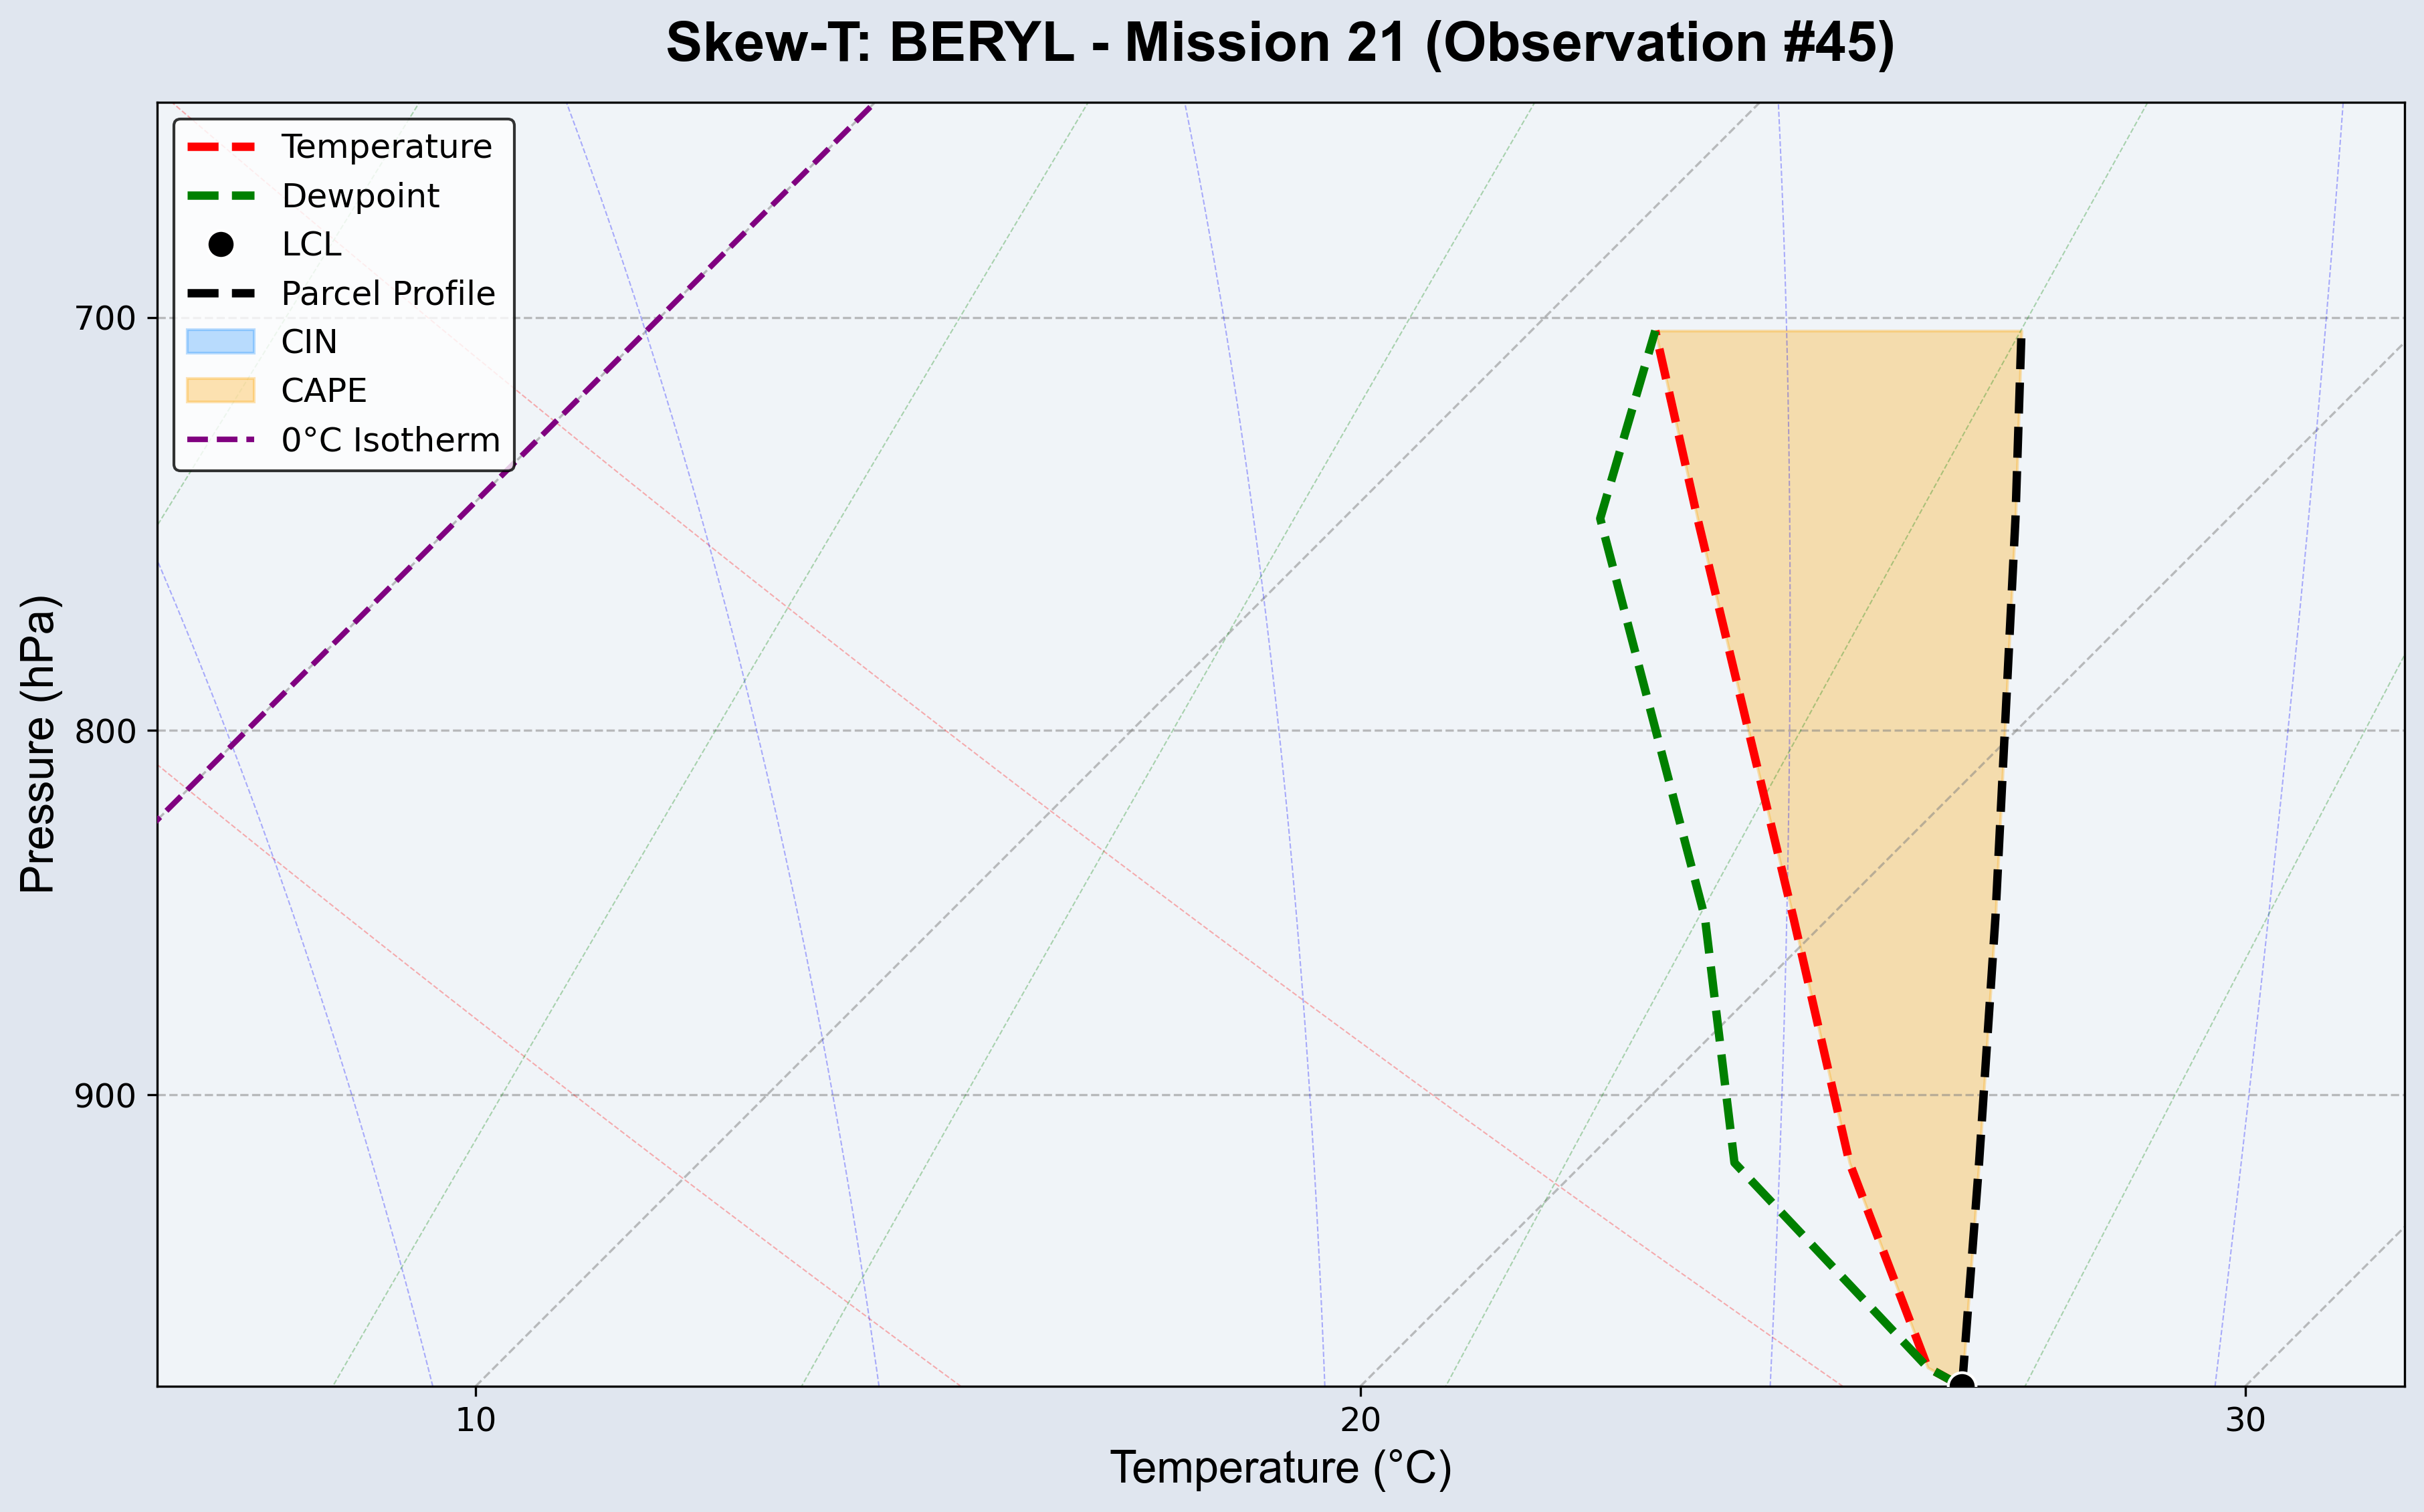 Skew-T: BERYL - Mission 21 (Observation #45)
Temperature
Dewpoint
LCL
Parcel Profile
CIN
CAPE
0°C Isotherm
700
800
900
Pressure (hPa)
10
20
30
Temperature (°C)